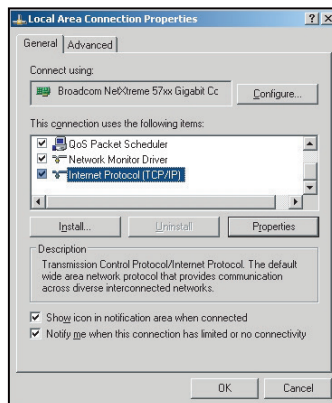 Local Area Connection Properties
General Advanced
Connect using:
Broadcom NetXtreme 57xx Gigabit Cc Configure...
This connection uses the following items:
QoS Packet Scheduler
Network Monitor Driver
Internet Protocol (TCP/IP)
Install... Uninstall Properties
Description
Transmission Control Protocol/Internet Protocol. The default
wide area network protocol that provides communication
across diverse interconnected networks.
Show icon in notification area when connected
Notify me when this connection has limited or no connectivity
OK Cancel